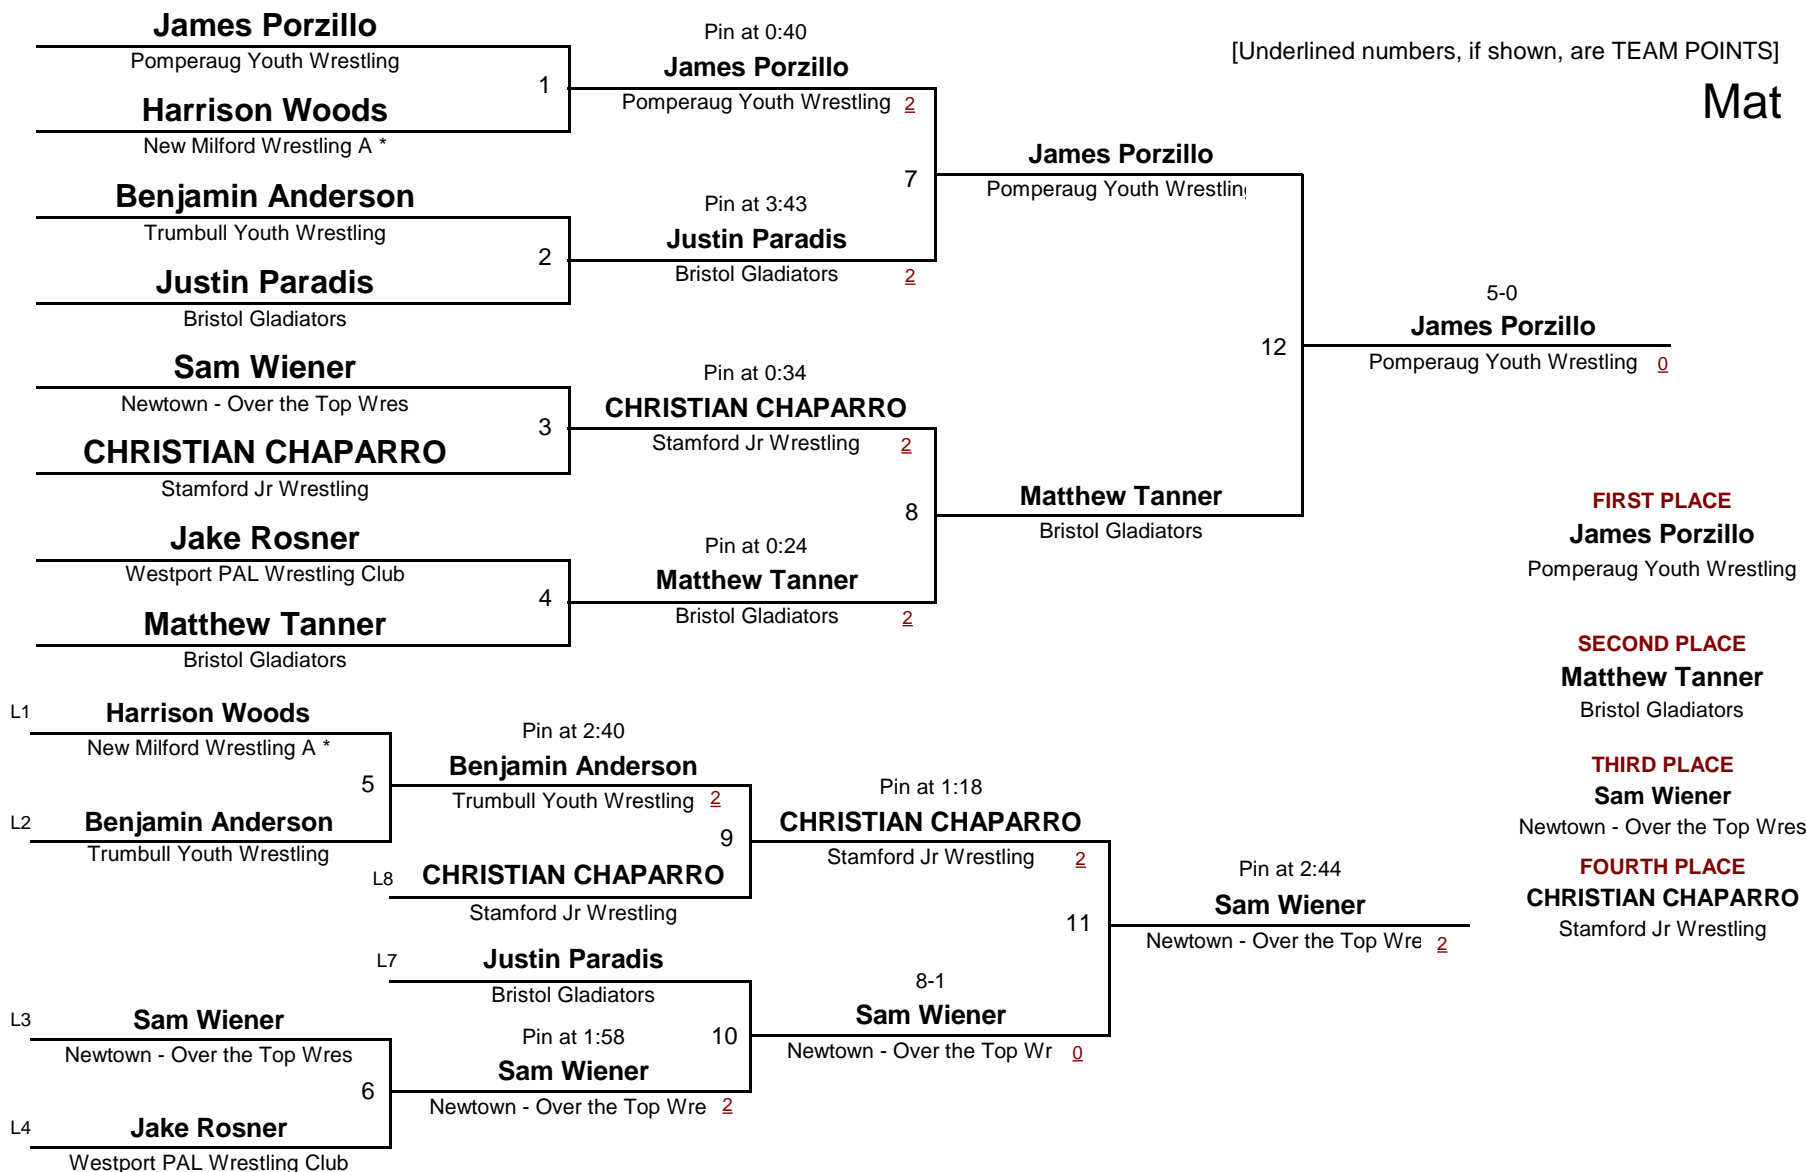 James Porzillo
Pomperaug Youth Wrestling
1
Harrison Woods
New Milford Wrestling A *
Benjamin Anderson
Trumbull Youth Wrestling
2
Justin Paradis
Bristol Gladiators
Sam Wiener
Newtown - Over the Top Wres
3
CHRISTIAN CHAPARRO
Stamford Jr Wrestling
Jake Rosner
Westport PAL Wrestling Club
4
Matthew Tanner
Bristol Gladiators
Pin at 0:40
James Porzillo
Pomperaug Youth Wrestling 2
7
Pin at 3:43
Justin Paradis
Bristol Gladiators 2
Pin at 0:34
CHRISTIAN CHAPARRO
Stamford Jr Wrestling 2
8
Pin at 0:24
Matthew Tanner
Bristol Gladiators 2
James Porzillo
Pomperaug Youth Wrestling
12
Matthew Tanner
Bristol Gladiators
[Underlined numbers, if shown, are TEAM POINTS]
Mat
5-0
James Porzillo
Pomperaug Youth Wrestling 0
FIRST PLACE
James Porzillo
Pomperaug Youth Wrestling
SECOND PLACE
Matthew Tanner
Bristol Gladiators
THIRD PLACE
Sam Wiener
Newtown - Over the Top Wres
FOURTH PLACE
CHRISTIAN CHAPARRO
Stamford Jr Wrestling
L1 Harrison Woods
New Milford Wrestling A *
5
L2 Benjamin Anderson
Trumbull Youth Wrestling
L3 Sam Wiener
Newtown - Over the Top Wres
6
L4 Jake Rosner
Westport PAL Wrestling Club
Pin at 2:40
Benjamin Anderson
Trumbull Youth Wrestling 2
9
L8 CHRISTIAN CHAPARRO
Stamford Jr Wrestling
L7 Justin Paradis
Bristol Gladiators
Pin at 1:58 10
Sam Wiener
Newtown - Over the Top Wre 2
Pin at 1:18
CHRISTIAN CHAPARRO
Stamford Jr Wrestling 2
11
8-1
Sam Wiener
Newtown - Over the Top Wr 0
Pin at 2:44
Sam Wiener
Newtown - Over the Top Wre 2